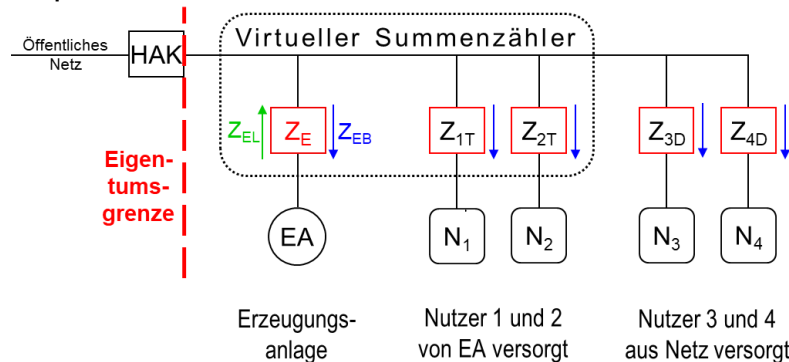 Virtueller Summenzähler
Öffentliches
Netz
HAK
Z_EL Z_E Z_EB Z_1T Z_2T Z_3D Z_4D
Eigen-
tums-
grenze
EA N_1 N_2 N_3 N_4
Erzeugungs-
anlage
Nutzer 1 und 2
von EA versorgt
Nutzer 3 und 4
aus Netz versorgt